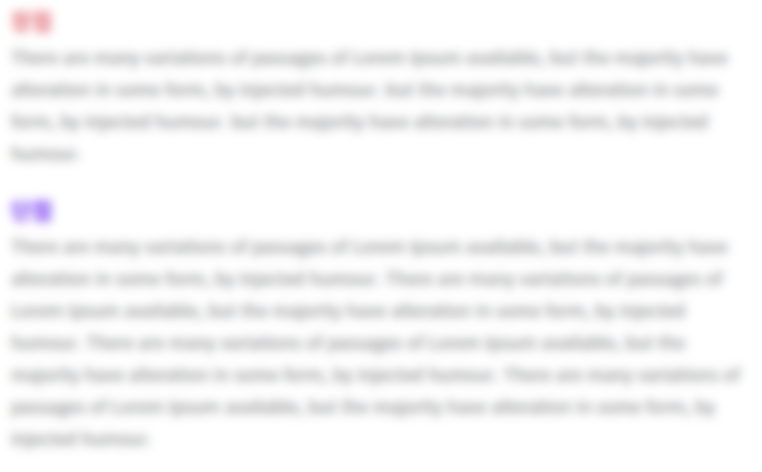 There are many variations of passages of Lorem Ipsum available, but the majority have
alteration in some form, by injected humour. but the majority have alteration in some
form, by injected humour. but the majority have alteration in some form, by injected
humour.
There are many variations of passages of Lorem Ipsum available, but the majority have
alteration in some form, by injected humour. There are many variations of passages of
Lorem Ipsum available, but the majority have alteration in some form, by injected
humour. There are many variations of passages of Lorem Ipsum available, but the
majority have alteration in some form, by injected humour. There are many variations of
passages of Lorem Ipsum available, but the majority have alteration in some form, by
injected humour.